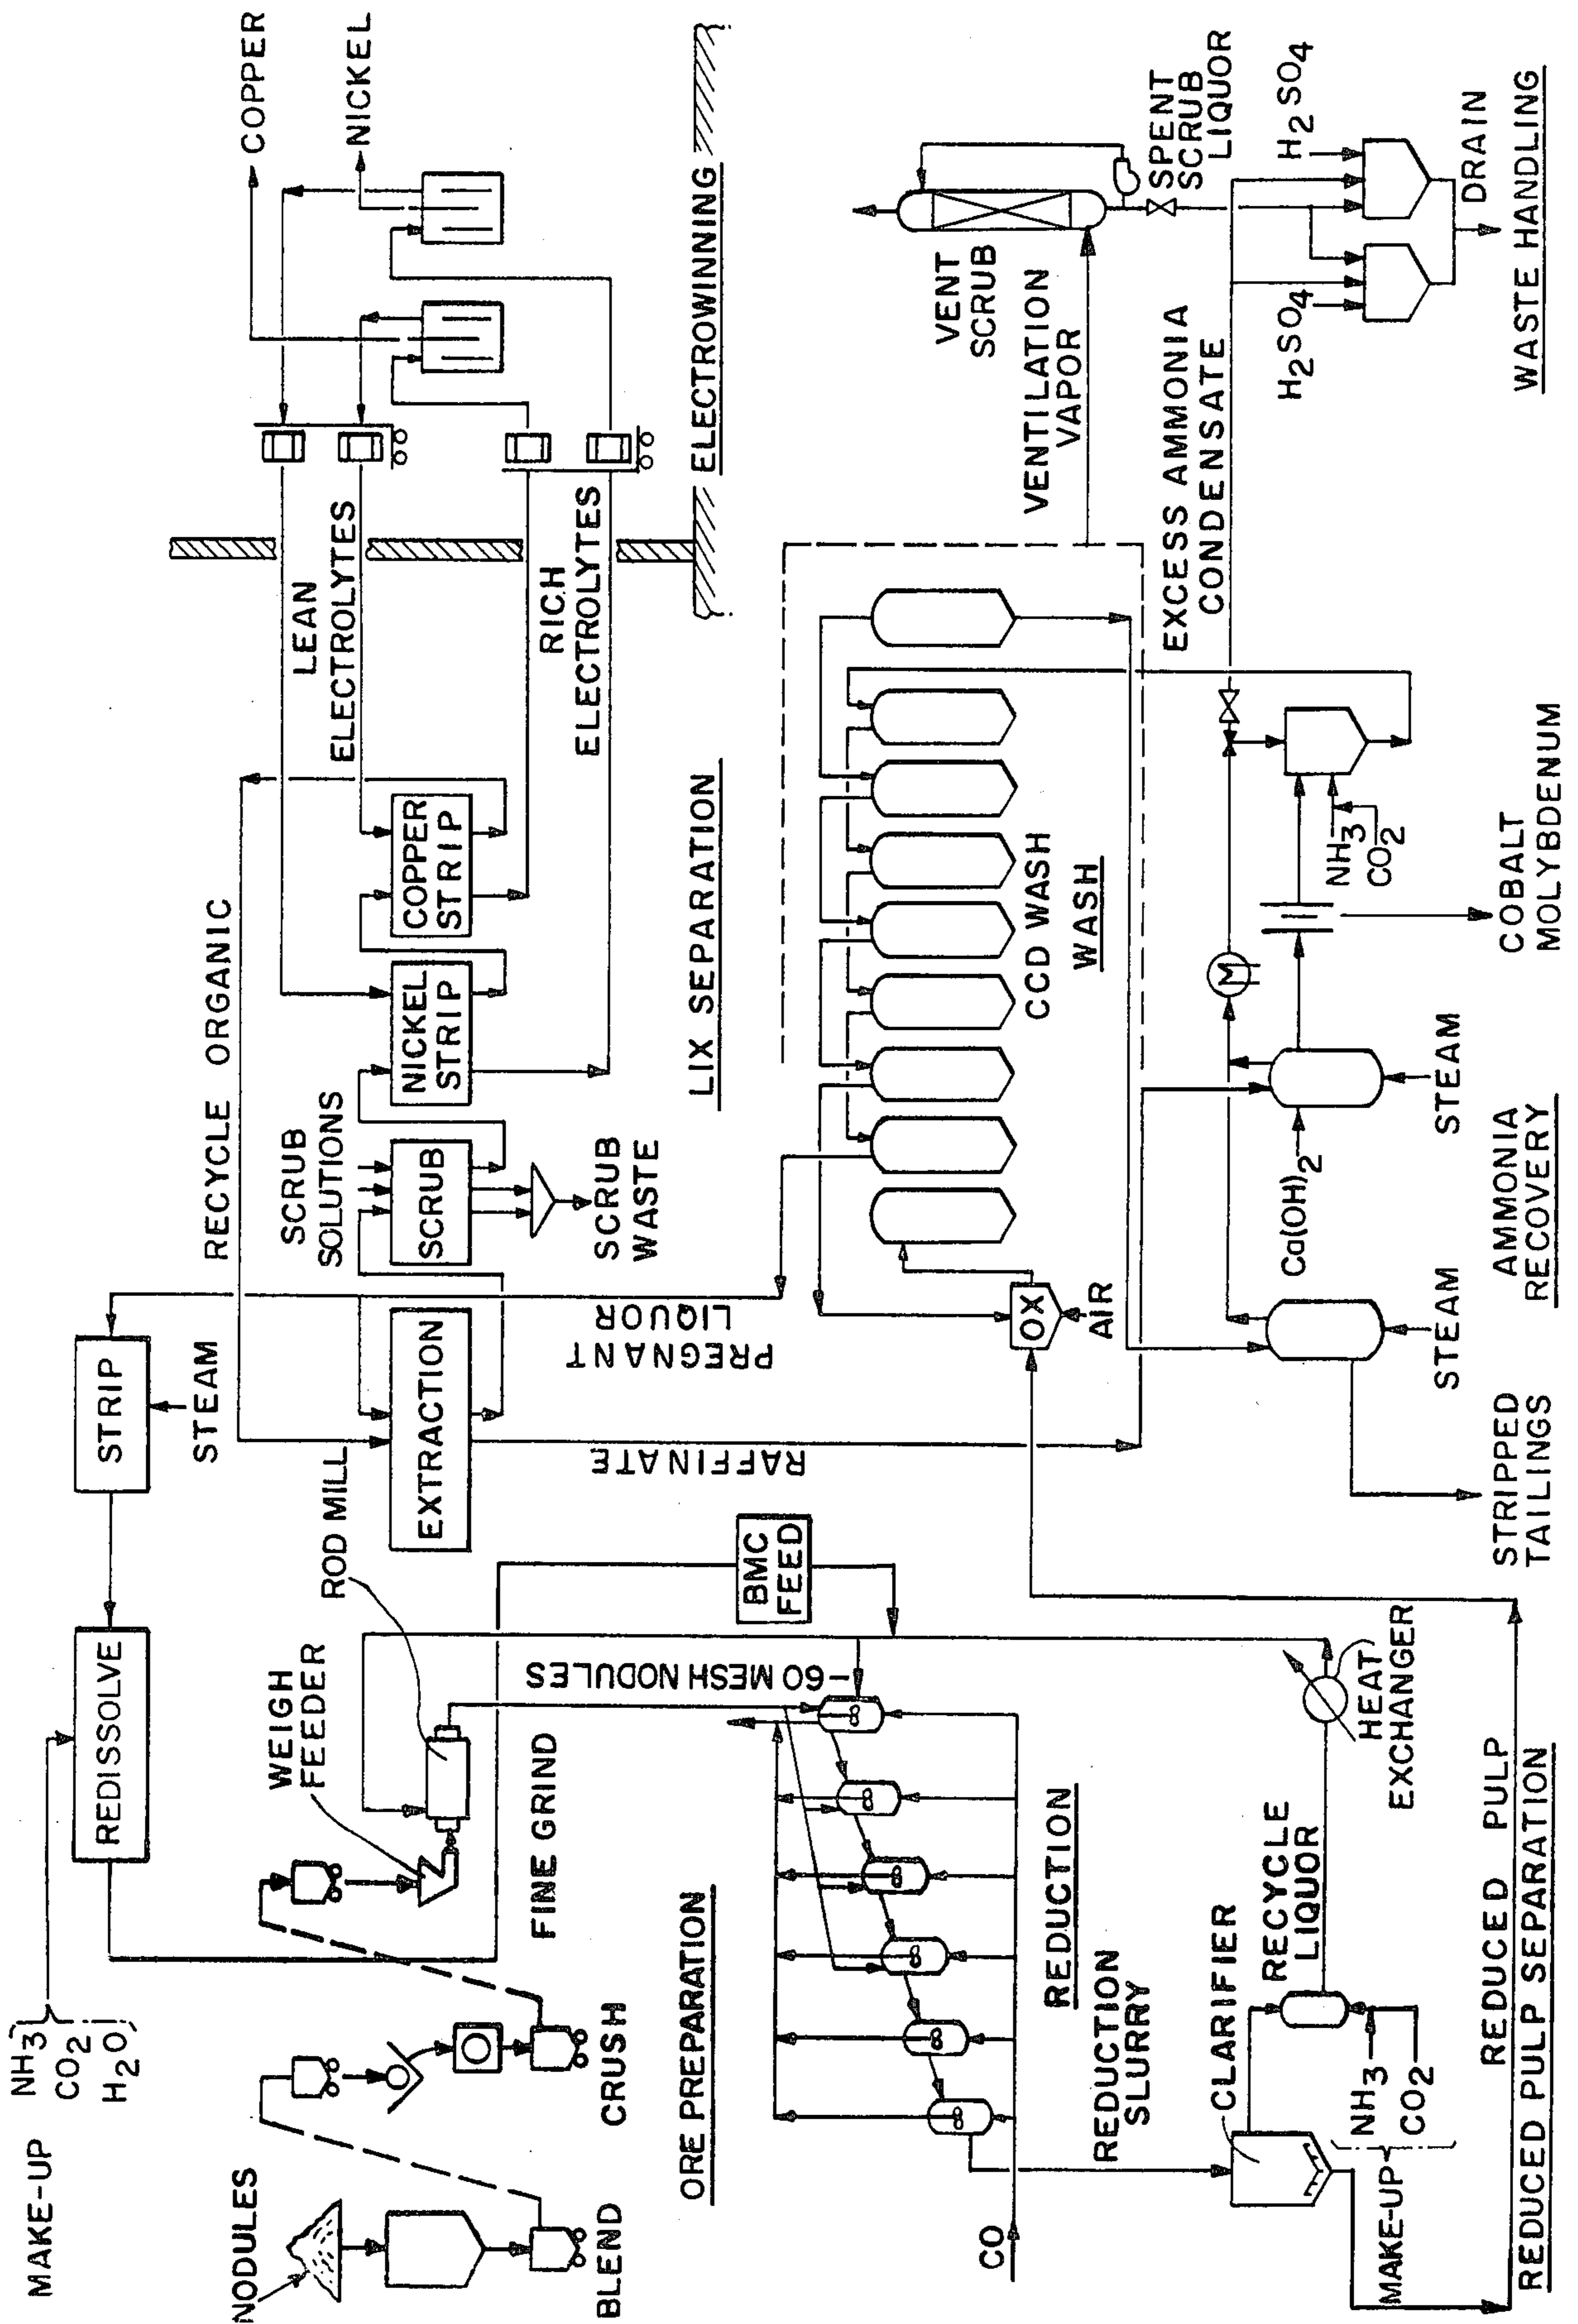 MAKE-UP
NH3
CO2
H2O
REDISSOLVE
STRIP
STEAM
NODULES
BLEND
CRUSH
WEIGH
FEEDER
ROD MILL
FINE GRIND
ORE PREPARATION
-60 MESH NODULES
BMC
FEED
CO
REDUCTION
REDUCTION
SLURRY
CLARIFIER
RECYCLE
LIQUOR
HEAT
EXCHANGER
MAKE-UP
NH3
CO2
REDUCED PULP
REDUCED PULP SEPARATION
RECYCLE ORGANIC
EXTRACTION
SCRUB
SOLUTIONS
SCRUB
SCRUB
WASTE
NICKEL
STRIP
COPPER
STRIP
LEAN
ELECTROLYTES
RICH
ELECTROLYTES
LIX SEPARATION
PREGNANT
LIQUOR
RAFFINATE
COPPER
NICKEL
ELECTROWINNING
OX
AIR
CCD WASH
WASH
VENTILATION
VAPOR
VENT
SCRUB
SPENT
SCRUB
LIQUOR
STRIPPED
TAILINGS
STEAM
Ca(OH)2
STEAM
AMMONIA
RECOVERY
COBALT
MOLYBDENUM
NH3
CO2
EXCESS AMMONIA
CONDENSATE
H2SO4
H2SO4
DRAIN
WASTE HANDLING